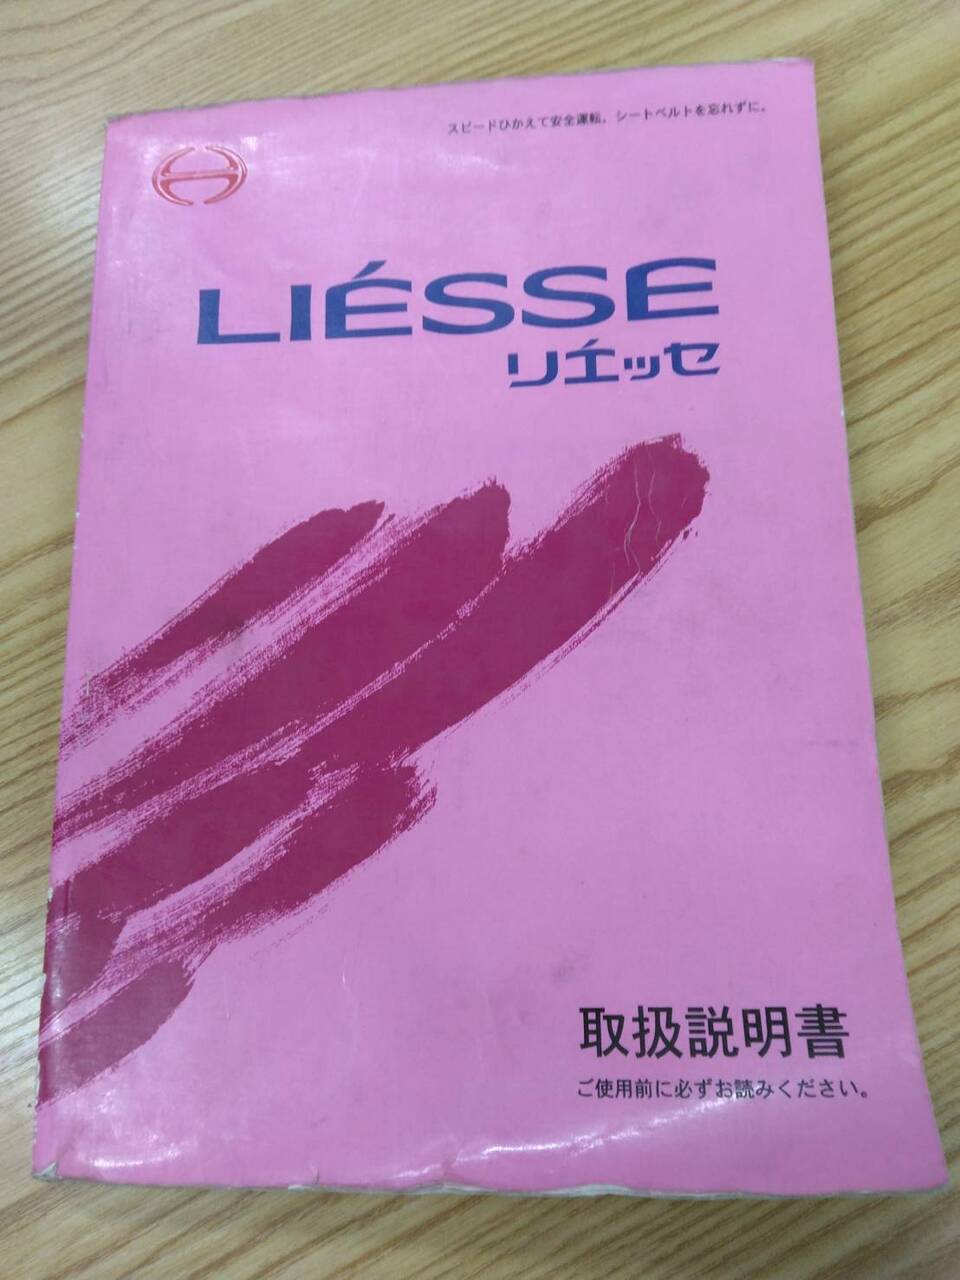 スピードひかえて安全運転。シートベルトを忘れずに。
LIÉSSE
リエッセ
取扱説明書
ご使用前に必ずお読みください。